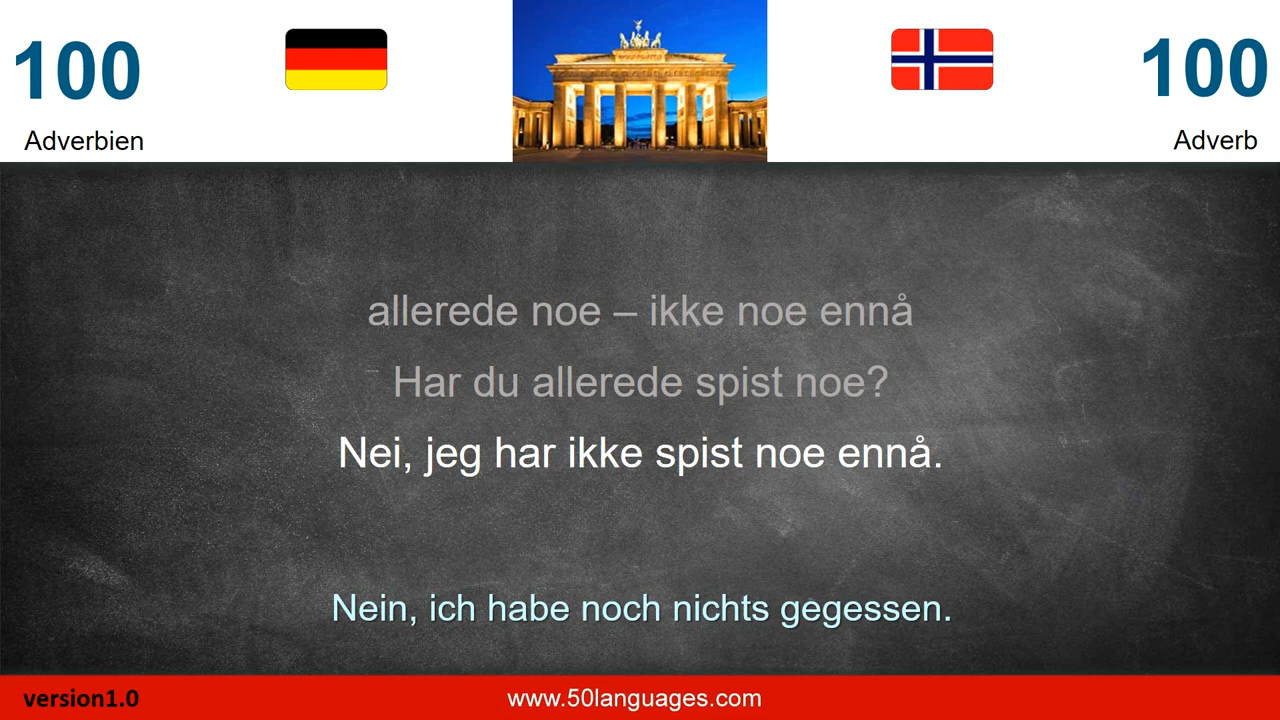 100
100
Adverbien
Adverb
allerede noe – ikke noe ennå
Har du allerede spist noe?
Nei, jeg har ikke spist noe ennå.
Nein, ich habe noch nichts gegessen.
version1.0
www.50languages.com